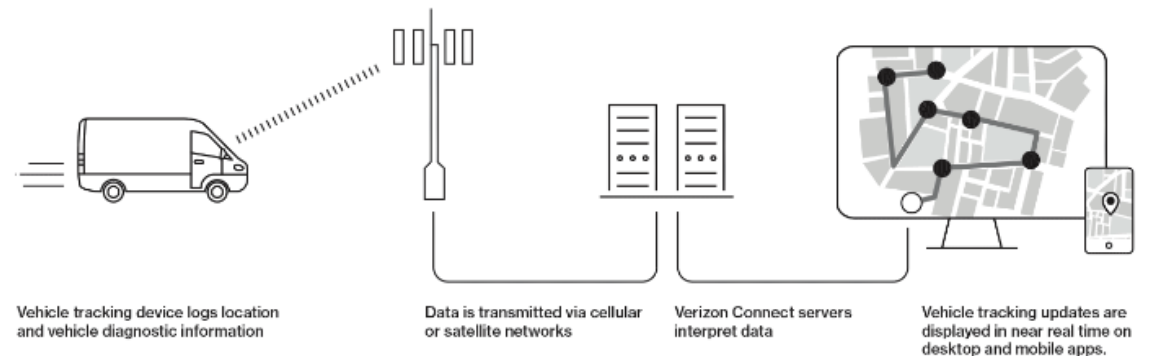 Vehicle tracking device logs location
and vehicle diagnostic information
Data is transmitted via cellular
or satellite networks
Verizon Connect servers
interpret data
Vehicle tracking updates are
displayed in near real time on
desktop and mobile apps.